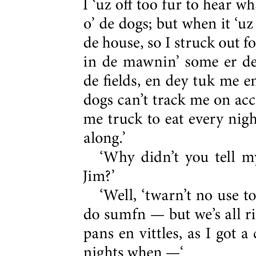 I ‘uz off too fur to hear wh
o’ de dogs; but when it ‘uz
de house, so I struck out fo
in de mawnin’ some er de
de fields, en dey tuk me en
dogs can’t track me on acc
me truck to eat every nigh
along.’
‘Why didn’t you tell my
Jim?’
‘Well, ‘twarn’t no use to
do sumfn — but we’s all ri
pans en vittles, as I got a c
nights when —‘